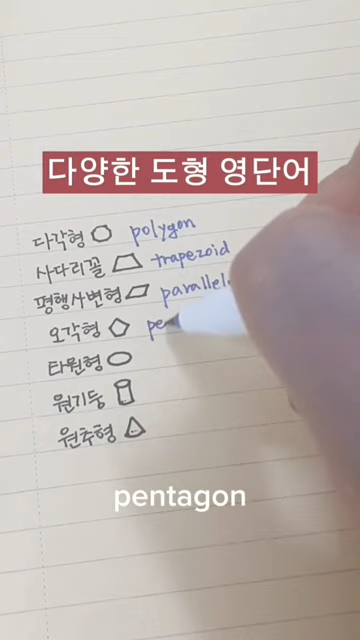 다양한 도형 영단어
다각형 polygon
사다리꼴 trapezoid
평행사변형 parallel
오각형 pe
타원형
원기둥
원추형
pentagon